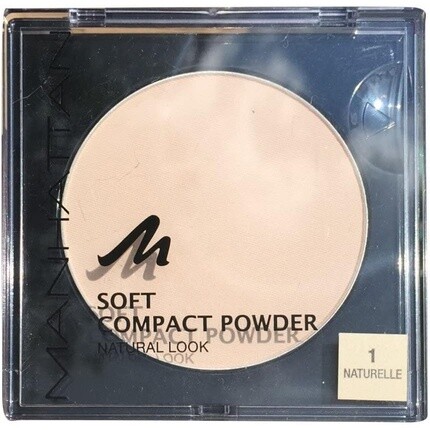 MANHATTAN
M
SOFT
COMPACT POWDER
NATURAL LOOK
1
NATURELLE